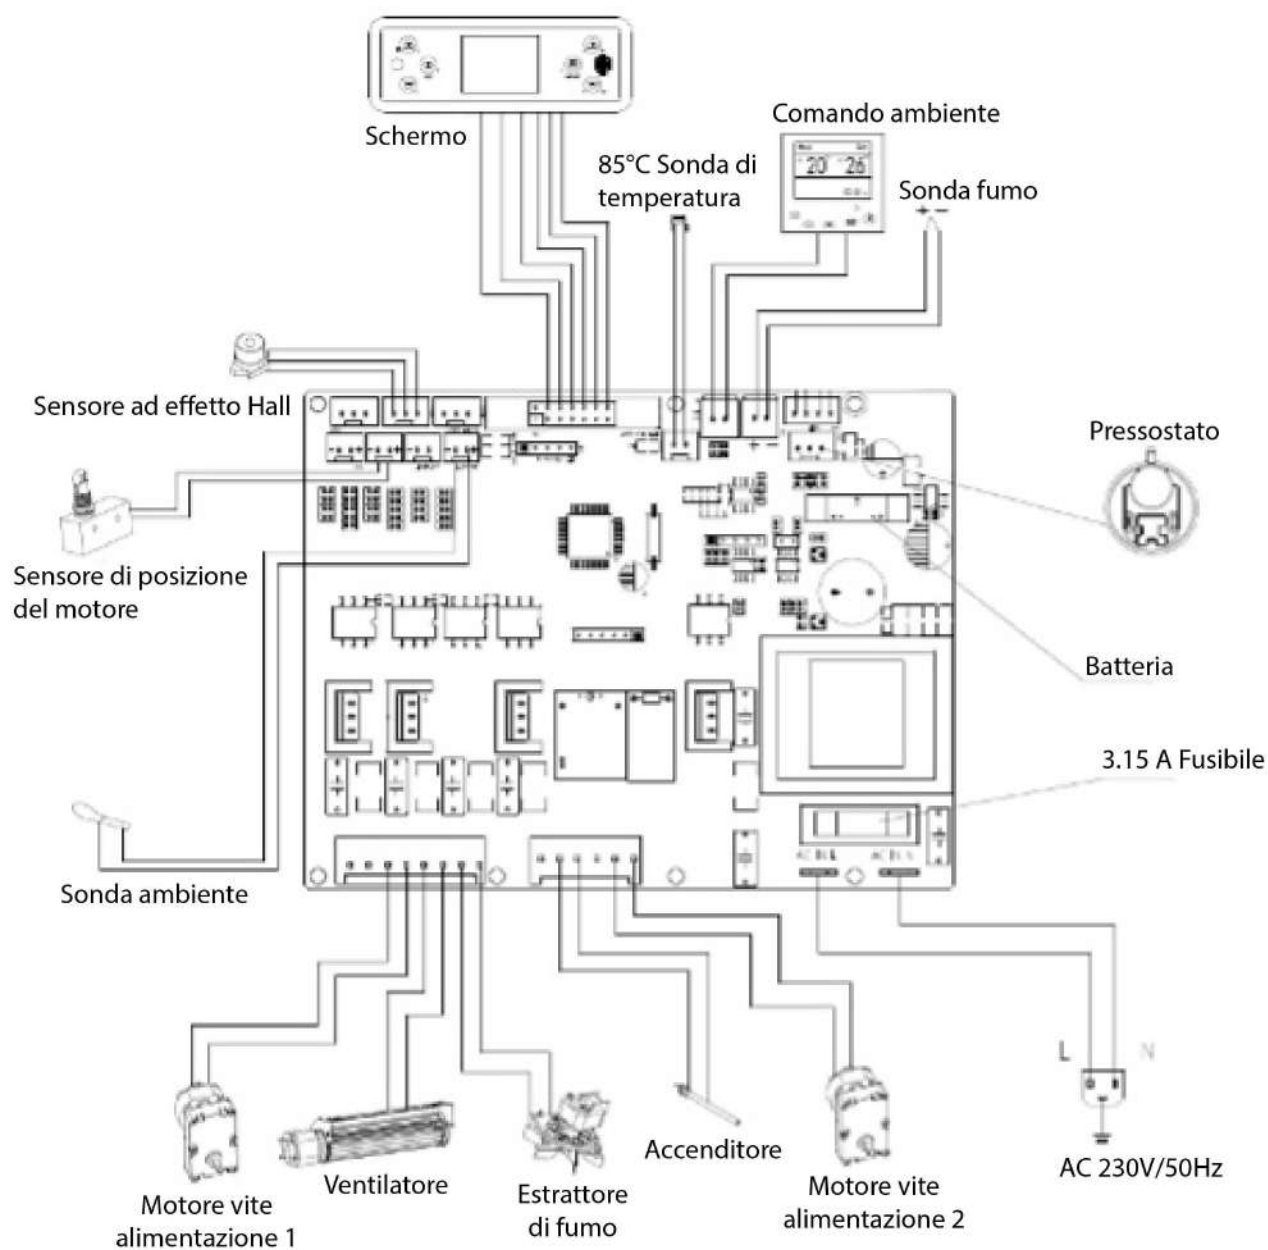 Schermo
Comando ambiente
20 26
85°C Sonda di
temperatura
Sonda fumo
+ -
Sensore ad effetto Hall
Pressostato
Sensore di posizione
del motore
Batteria
3.15 A Fusibile
Sonda ambiente
L N
Accenditore
AC 230V/50Hz
Ventilatore
Estrattore
di fumo
Motore vite
alimentazione 1
Motore vite
alimentazione 2